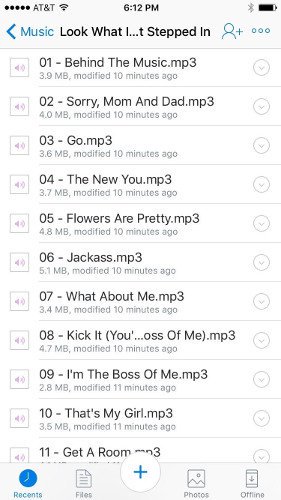 AT&T 6:12 PM
Music Look What I...t Stepped In
01 - Behind The Music.mp3
3.9 MB, modified 10 minutes ago
02 - Sorry, Mom And Dad.mp3
4.0 MB, modified 10 minutes ago
03 - Go.mp3
3.6 MB, modified 10 minutes ago
04 - The New You.mp3
3.7 MB, modified 10 minutes ago
05 - Flowers Are Pretty.mp3
4.8 MB, modified 10 minutes ago
06 - Jackass.mp3
5.1 MB, modified 10 minutes ago
07 - What About Me.mp3
3.4 MB, modified 10 minutes ago
08 - Kick It (You'...oss Of Me).mp3
4.7 MB, modified 10 minutes ago
09 - I'm The Boss Of Me.mp3
2.8 MB, modified 11 minutes ago
10 - That's My Girl.mp3
3.5 MB, modified 11 minutes ago
11 - Get A Room.mp3
Recents Files Photos Offline